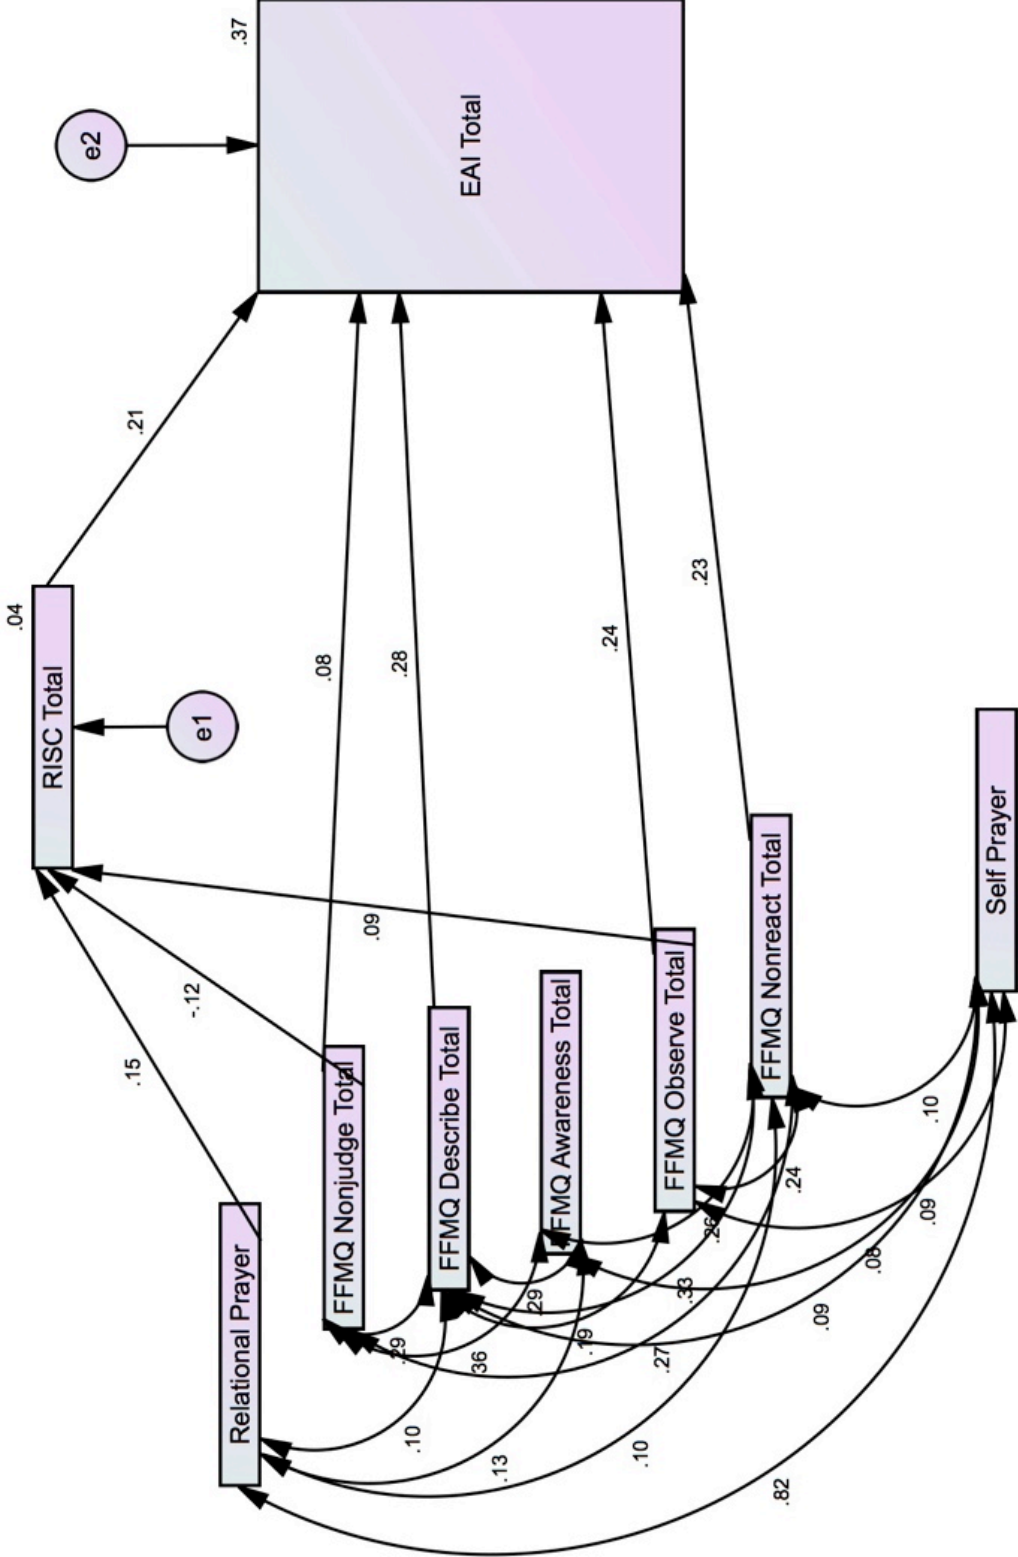 .37
e2
EAI Total
.21
.04
RISC Total
e1
.08
.28
.24
.23
.09
-.12
.15
Relational Prayer
FFMQ Nonjudge Total
FFMQ Describe Total
FFMQ Awareness Total
FFMQ Observe Total
FFMQ Nonreact Total
Self Prayer
.10
.24
.09
.26
.08
.33
.29
.09
.19
.27
.36
.29
.10
.13
.10
.82